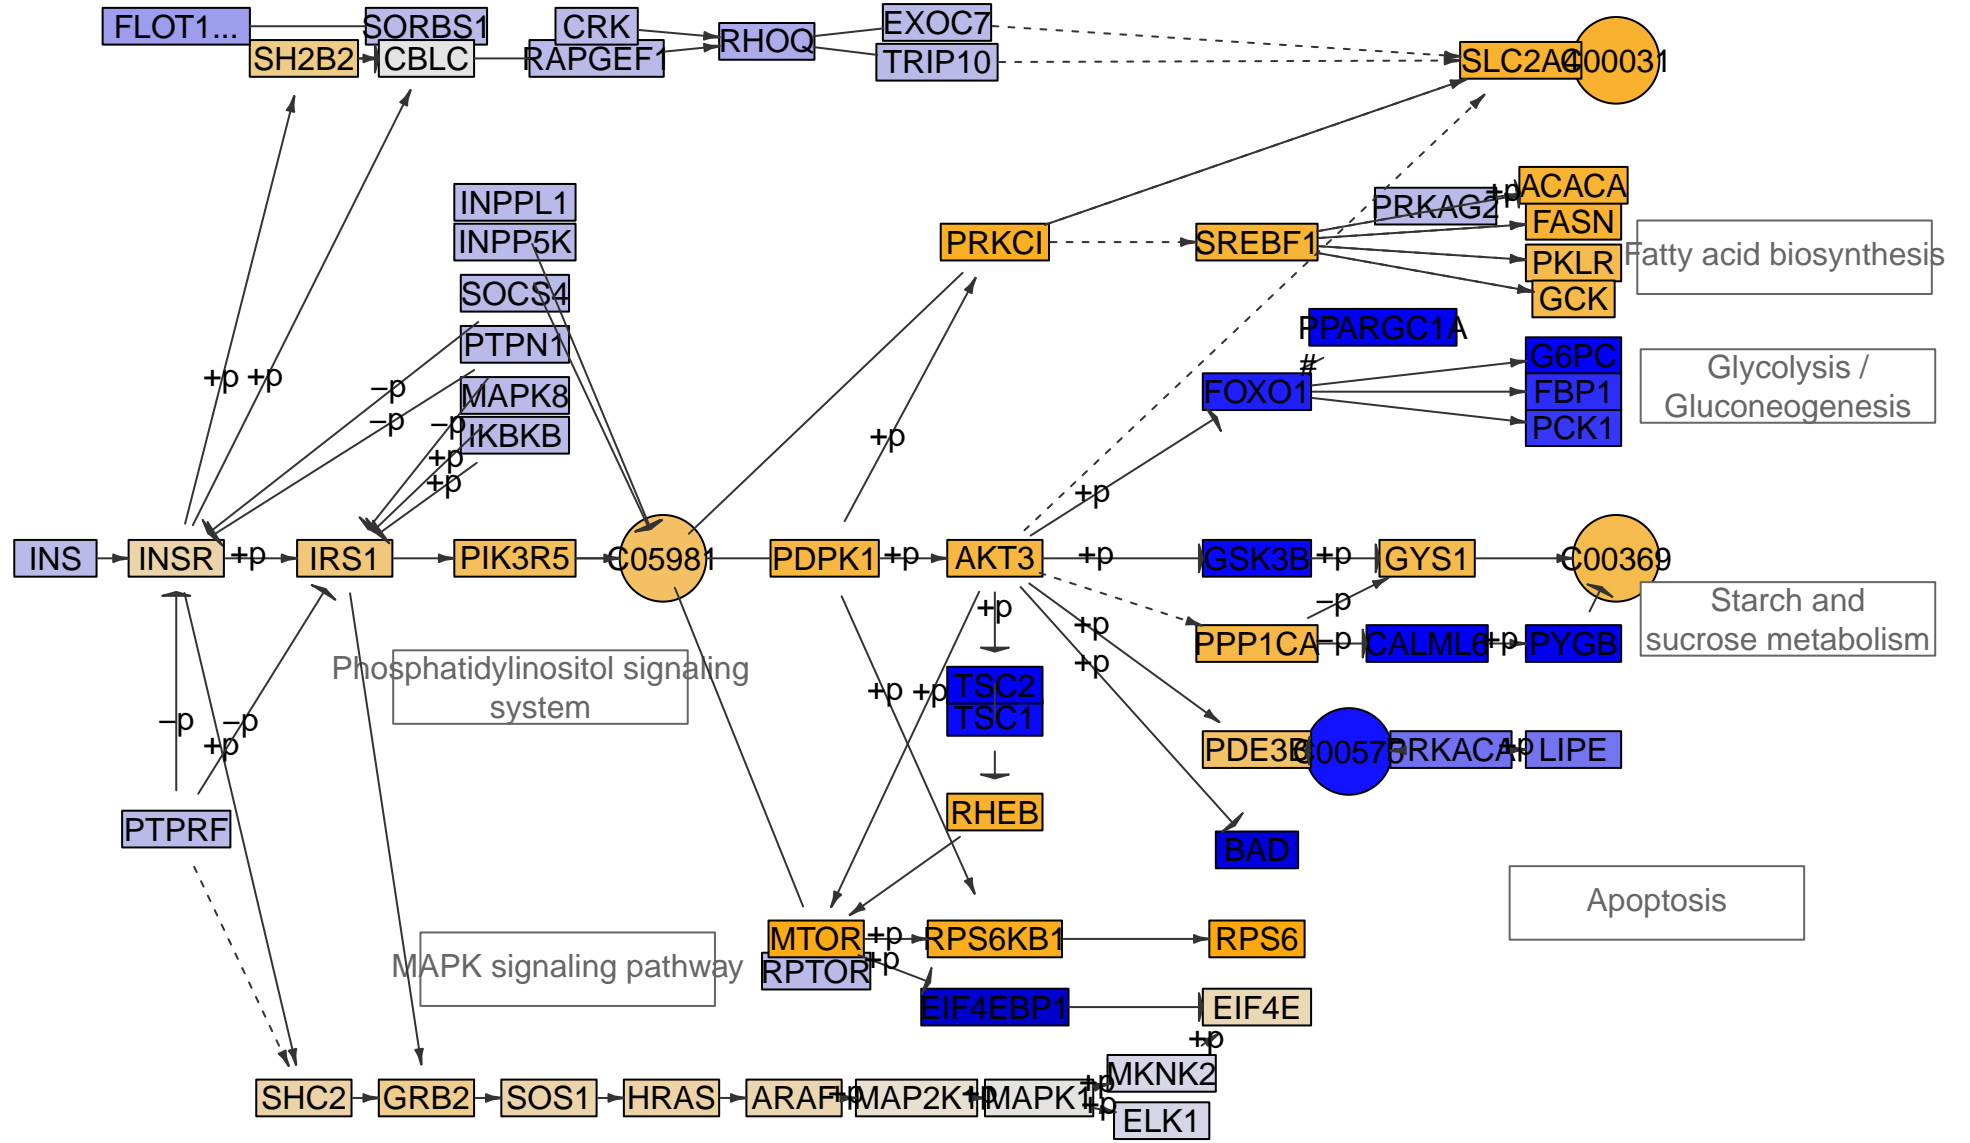 FLOT1...
SORBS1
CRK
EXOC7
RHOQ
SH2B2
CBLC
RAPGEF1
TRIP10
SLC2A4
C00031
INPPL1
INPP5K
SOCS4
PTPN1
MAPK8
IKBKB
PRKCI
SREBF1
PRKAG2
+p
ACACA
FASN
PKLR
GCK
Fatty acid biosynthesis
PPARGC1A
#
FOXO1
G6PC
FBP1
PCK1
Glycolysis /
Gluconeogenesis
+p
+p
−p
−p
−p
+p
+p
+p
+p
INS
INSR
+p
IRS1
PIK3R5
C05981
PDPK1
+p
AKT3
+p
GSK3B
+p
GYS1
C00369
+p
+p
+p
−p
PPP1CA
−p
CALML6
+p
PYGB
Starch and
sucrose metabolism
Phosphatidylinositol signaling
system
−p
+p
−p
+p
+p
TSC2
TSC1
PDE3B
C00575
PRKACA
+p
LIPE
PTPRF
RHEB
BAD
Apoptosis
MTOR
+p
RPS6KB1
RPS6
MAPK signaling pathway
RPTOR
+p
EIF4EBP1
EIF4E
+p
SHC2
GRB2
SOS1
HRAS
ARAF
+p
MAP2K1
+p
MAPK1
+p
+p
MKNK2
ELK1